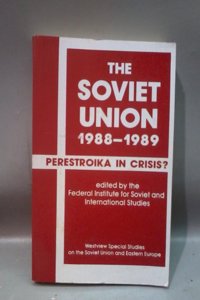 THE
SOVIET
UNION
1988–1989
PERESTROIKA IN CRISIS?
edited by the
Federal Institute for Soviet and
International Studies
Westview Special Studies
on the Soviet Union and Eastern Europe